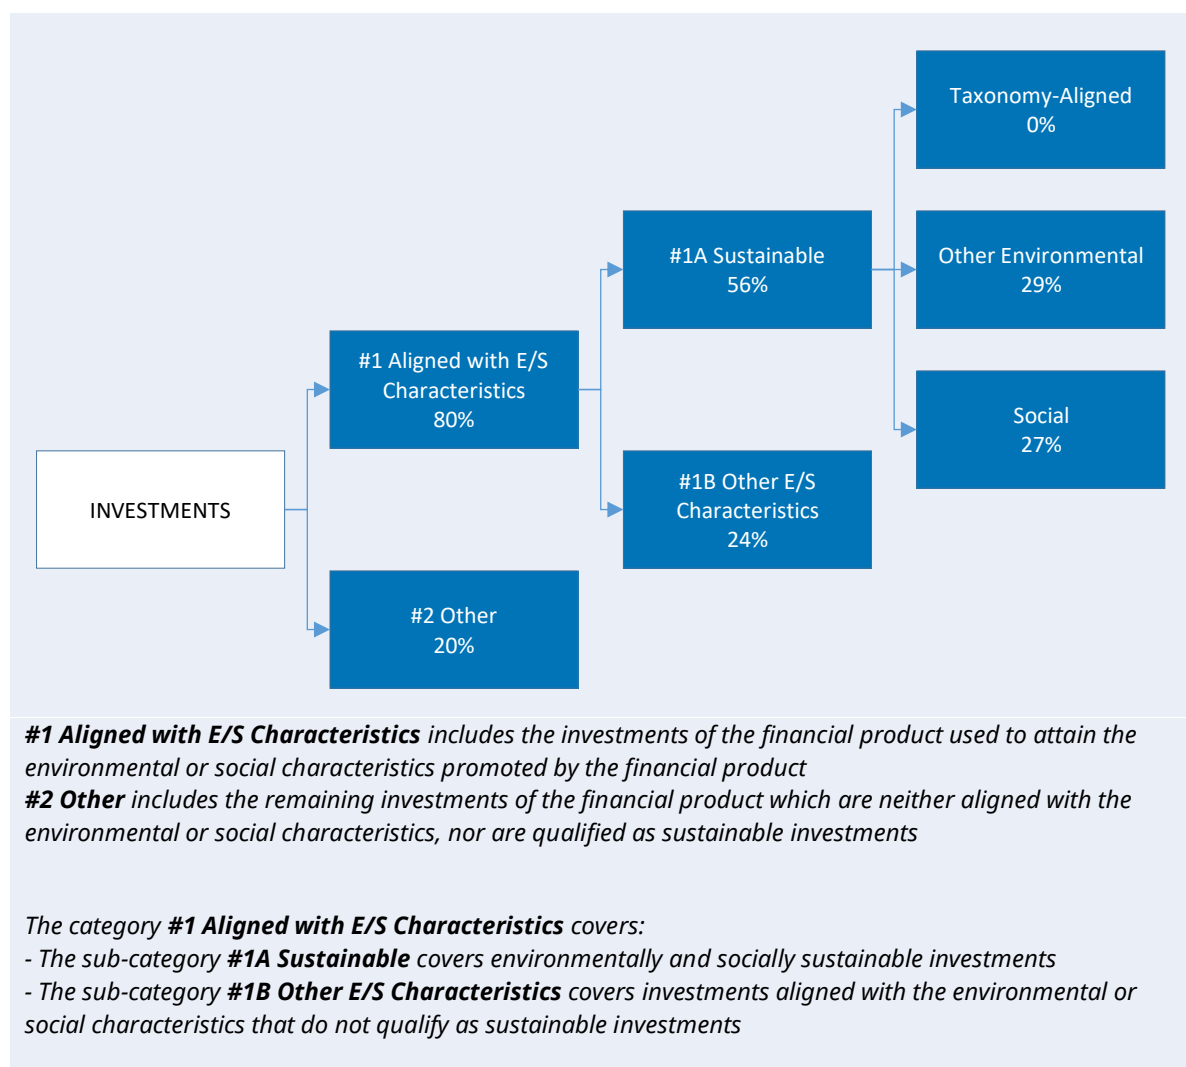 Taxonomy-Aligned
0%
#1A Sustainable
56%
Other Environmental
29%
#1 Aligned with E/S
Characteristics
80%
Social
27%
INVESTMENTS
#1B Other E/S
Characteristics
24%
#2 Other
20%
#1 Aligned with E/S Characteristics includes the investments of the financial product used to attain the
environmental or social characteristics promoted by the financial product
#2 Other includes the remaining investments of the financial product which are neither aligned with the
environmental or social characteristics, nor are qualified as sustainable investments
The category #1 Aligned with E/S Characteristics covers:
- The sub-category #1A Sustainable covers environmentally and socially sustainable investments
- The sub-category #1B Other E/S Characteristics covers investments aligned with the environmental or
social characteristics that do not qualify as sustainable investments